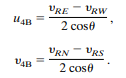 u_{4B} = \frac{v_{RE} - v_{RW}}{2 \cos\theta},
v_{4B} = \frac{v_{RN} - v_{RS}}{2 \cos\theta}.